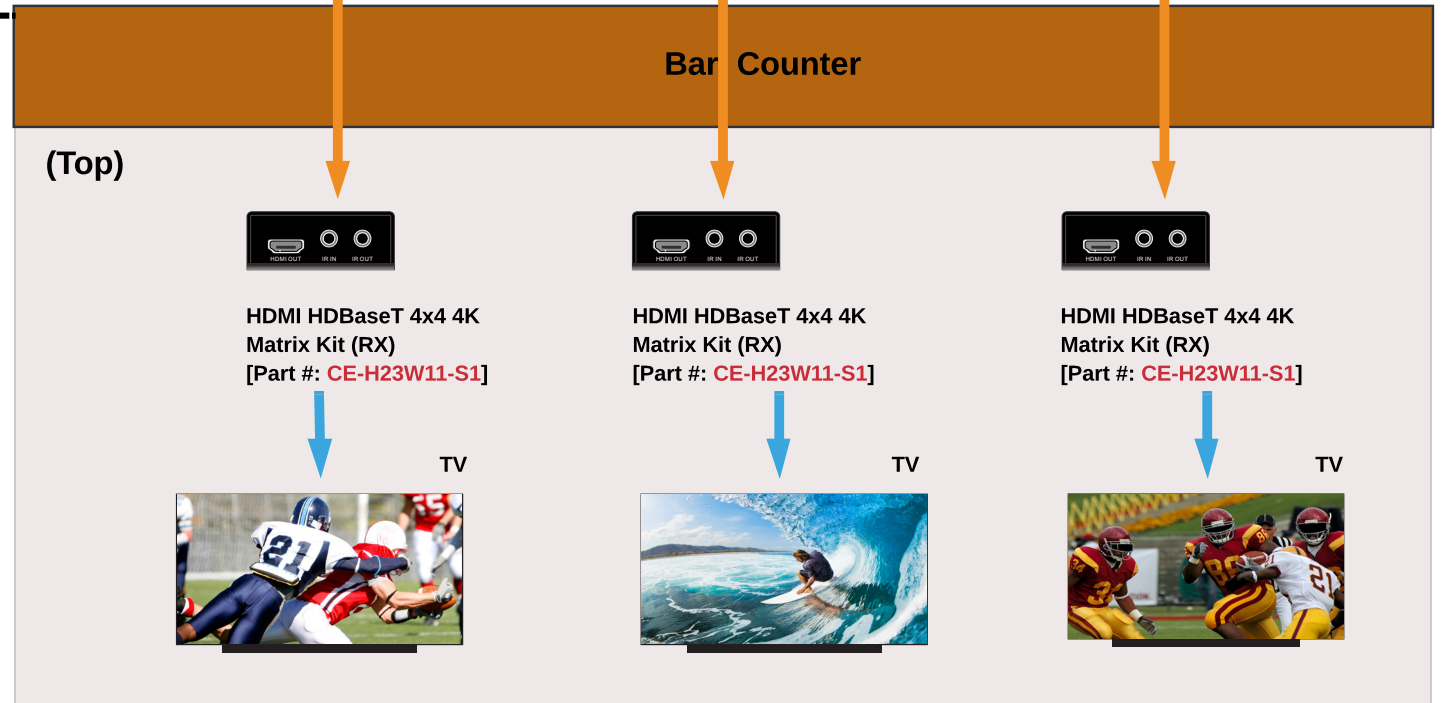 Bar Counter
(Top)
HDMI OUT IR IN IR OUT
HDMI OUT IR IN IR OUT
HDMI OUT IR IN IR OUT
HDMI HDBaseT 4x4 4K
Matrix Kit (RX)
[Part #: CE-H23W11-S1]
HDMI HDBaseT 4x4 4K
Matrix Kit (RX)
[Part #: CE-H23W11-S1]
HDMI HDBaseT 4x4 4K
Matrix Kit (RX)
[Part #: CE-H23W11-S1]
TV
TV
TV
21
34
21